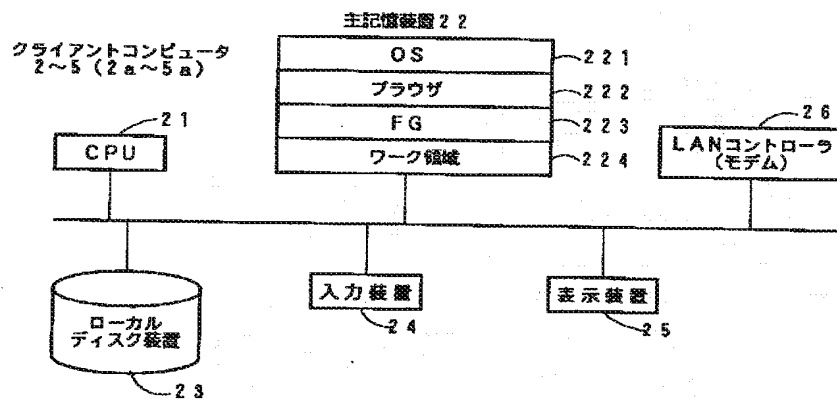 主記憶装置22
クライアントコンピュータ
2～5（2a～5a）
OS
221
ブラウザ
222
FG
223
ワーク領域
224
21
CPU
26
LANコントローラ
（モデム）
ローカル
ディスク装置
23
入力装置
24
表示装置
25